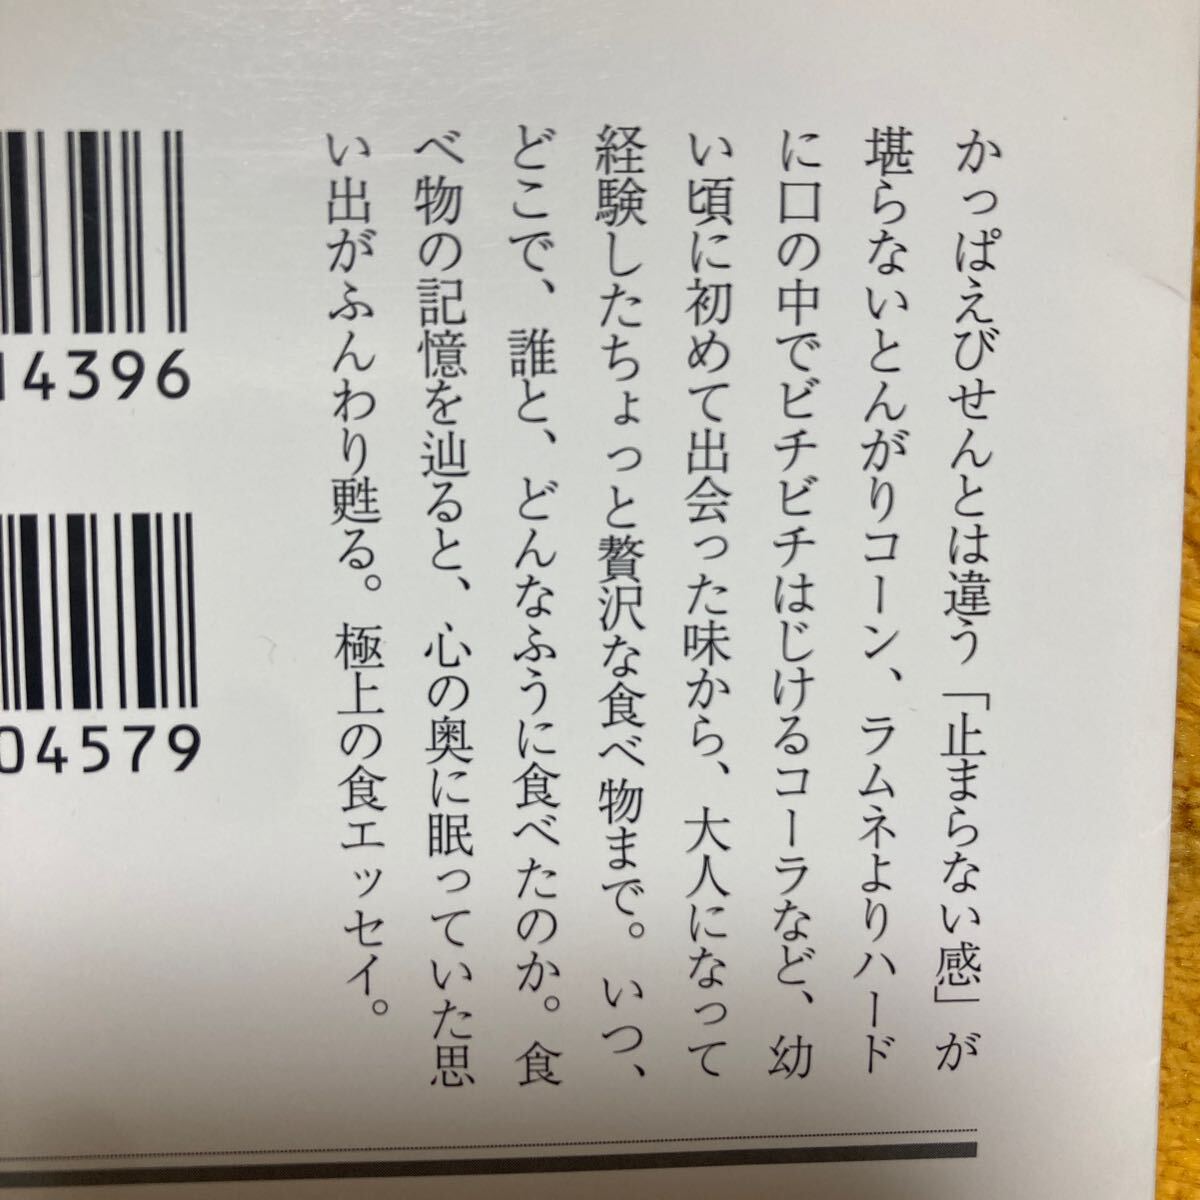 かっぱえびせんとは違う「止まらない感」が
堪らないとんがりコーン、ラムネよりハード
に口の中でビチビチはじけるコーラなど、幼
い頃に初めて出会った味から、大人になって
経験したちょっと贅沢な食べ物まで。いつ、
どこで、誰と、どんなふうに食べたのか。食
べ物の記憶を辿ると、心の奥に眠っていた思
い出がふんわり甦る。極上の食エッセイ。
14396
04579